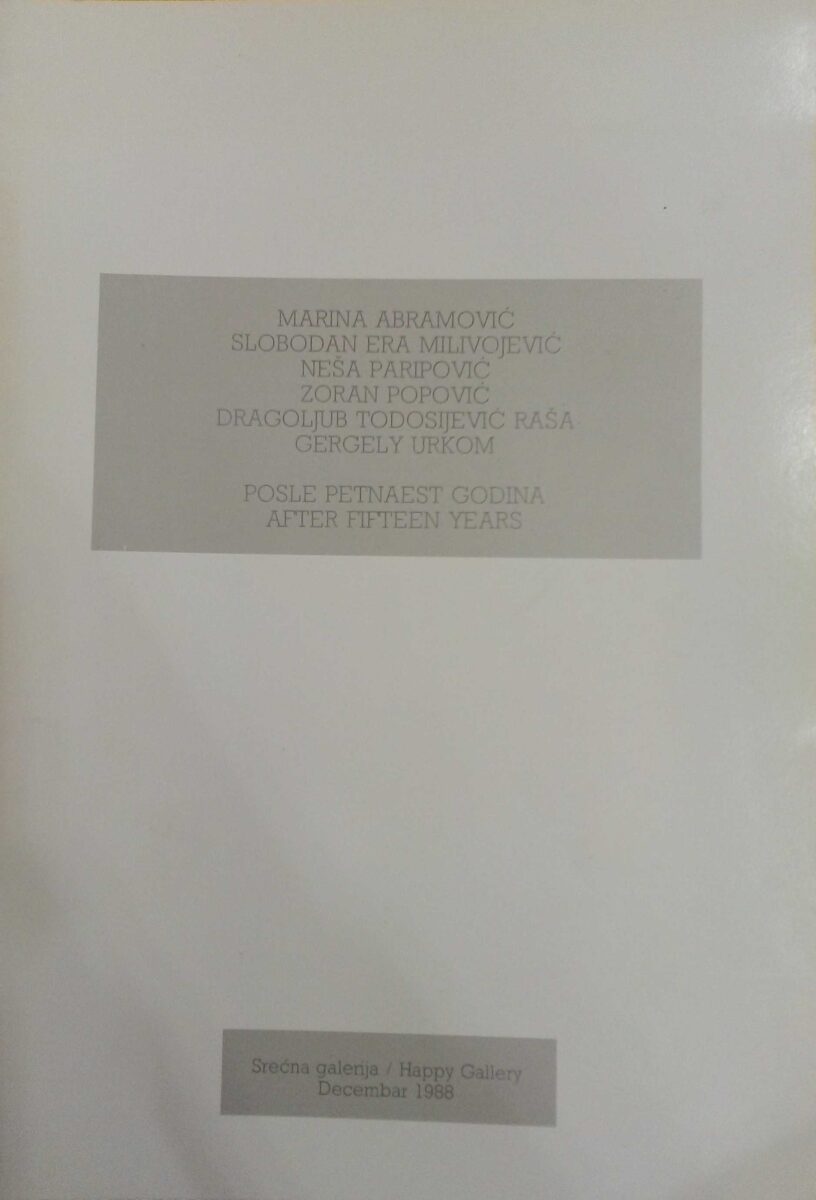 MARINA ABRAMOVIĆ
SLOBODAN ERA MILIVOJEVIĆ
NEŠA PARIPOVIĆ
ZORAN POPOVIĆ
DRAGOLJUB TODOSIJEVIĆ RAŠA
GERGELY URKOM
POSLE PETNAEST GODINA
AFTER FIFTEEN YEARS
Srećna galerija / Happy Gallery
Decembar 1988